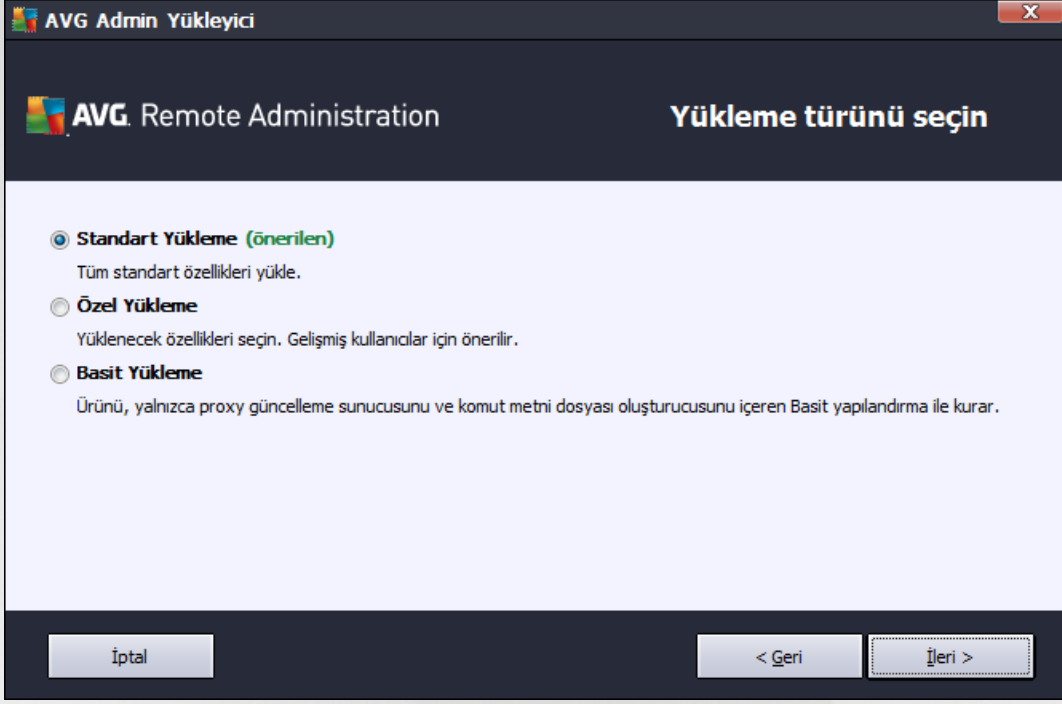 AVG Admin Yükleyici
AVG. Remote Administration
Yükleme türünü seçin
Standart Yükleme (önerilen)
Tüm standart özellikleri yükle.
Özel Yükleme
Yüklenecek özellikleri seçin. Gelişmiş kullanıcılar için önerilir.
Basit Yükleme
Ürünü, yalnızca proxy güncelleme sunucusunu ve komut metni dosyası oluşturucusunu içeren Basit yapılandırma ile kurar.
İptal
< Geri
İleri >